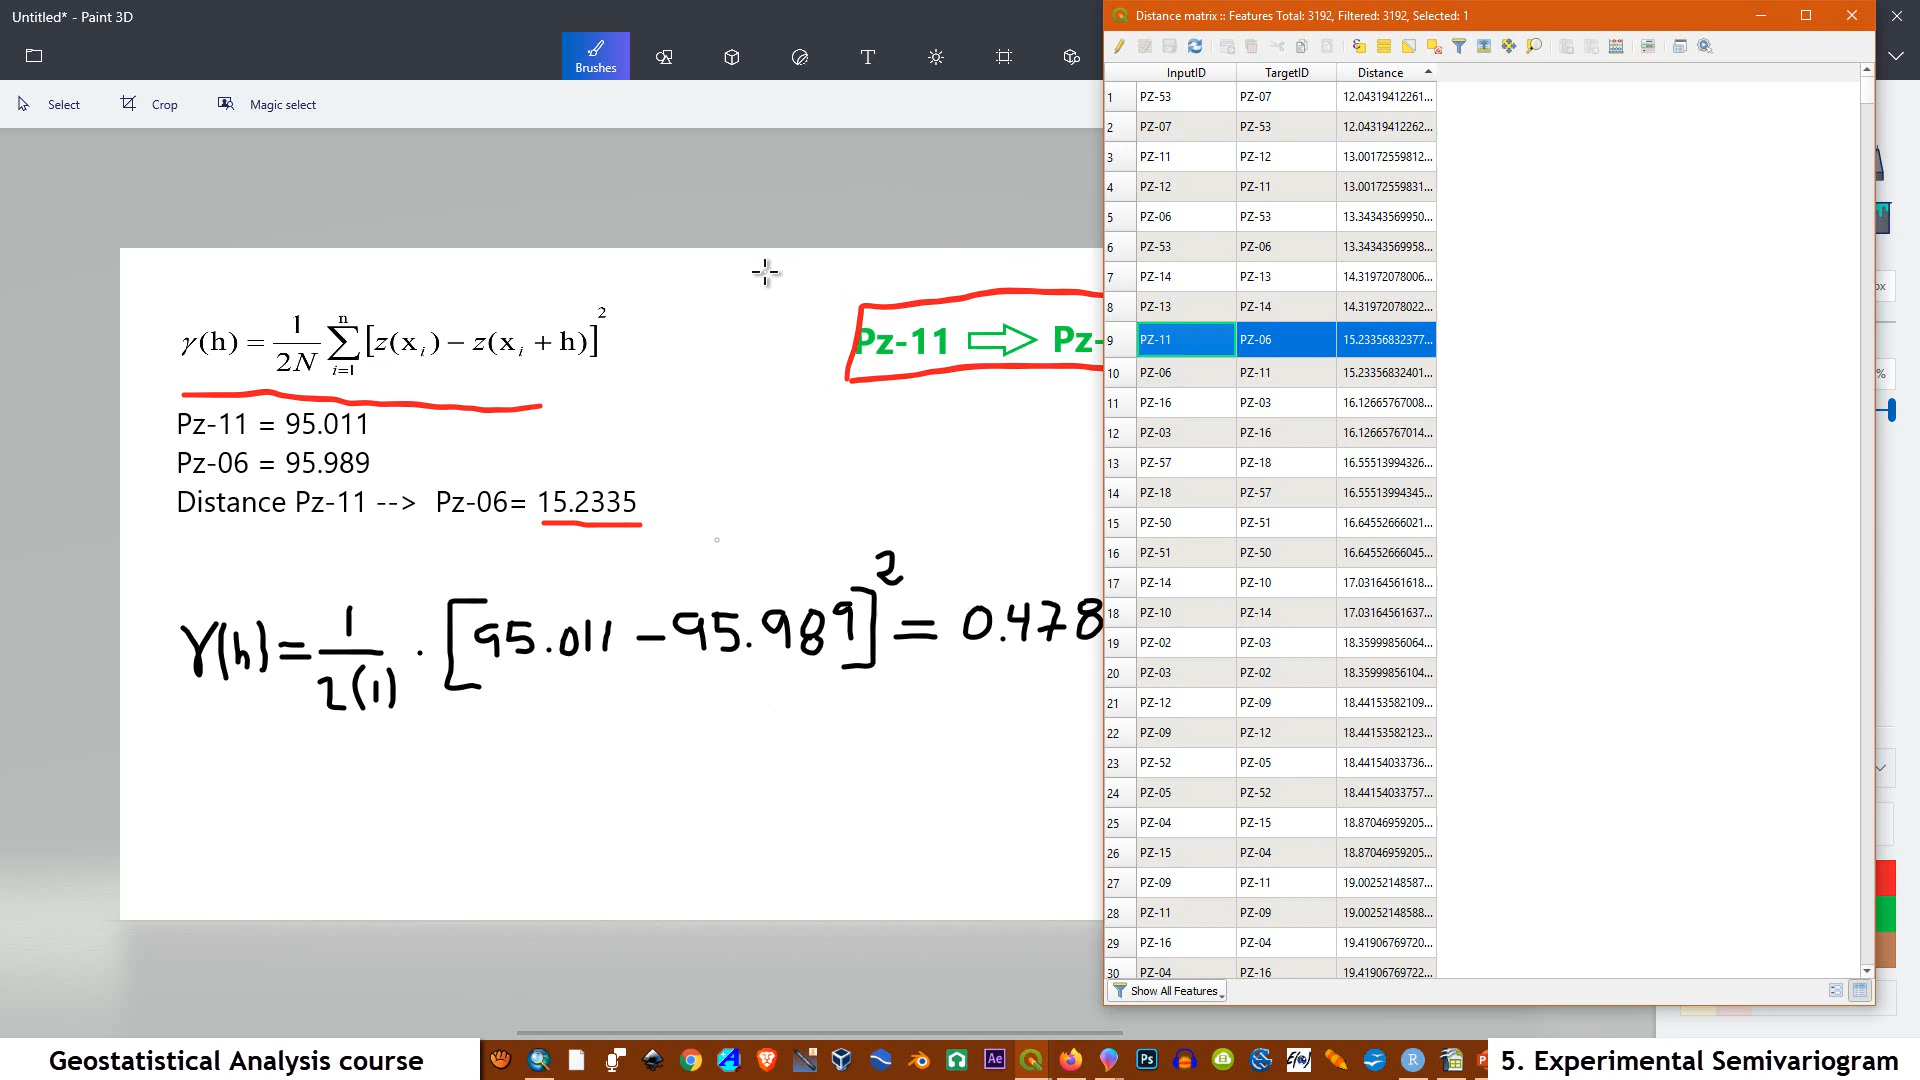 Untitled* - Paint 3D
Brushes
Select
Crop
Magic select
γ(h) = 1/2N n∑i=1 [z(xi) − z(xi + h)]²
Pz-11 ⇨ Pz-
Pz-11 = 95.011
Pz-06 = 95.989
Distance Pz-11 --> Pz-06= 15.2335
γ(h) = 1/2(1) · [95.011 − 95.989]² = 0.478
Distance matrix :: Features Total: 3192, Filtered: 3192, Selected: 1
InputID TargetID Distance
1 PZ-53 PZ-07 12.04319412261...
2 PZ-07 PZ-53 12.04319412262...
3 PZ-11 PZ-12 13.00172559812...
4 PZ-12 PZ-11 13.00172559831...
5 PZ-06 PZ-53 13.34343569950...
6 PZ-53 PZ-06 13.34343569958...
7 PZ-14 PZ-13 14.31972078006...
8 PZ-13 PZ-14 14.31972078022...
9 PZ-11 PZ-06 15.23356832377...
10 PZ-06 PZ-11 15.23356832401...
11 PZ-16 PZ-03 16.12665767008...
12 PZ-03 PZ-16 16.12665767014...
13 PZ-57 PZ-18 16.55513994326...
14 PZ-18 PZ-57 16.55513994345...
15 PZ-50 PZ-51 16.64552666021...
16 PZ-51 PZ-50 16.64552666045...
17 PZ-14 PZ-10 17.03164561618...
18 PZ-10 PZ-14 17.03164561637...
19 PZ-02 PZ-03 18.35999856064...
20 PZ-03 PZ-02 18.35999856104...
21 PZ-12 PZ-09 18.44153582109...
22 PZ-09 PZ-12 18.44153582123...
23 PZ-52 PZ-05 18.44154033736...
24 PZ-05 PZ-52 18.44154033757...
25 PZ-04 PZ-15 18.87046959205...
26 PZ-15 PZ-04 18.87046959205...
27 PZ-09 PZ-11 19.00252148587...
28 PZ-11 PZ-09 19.00252148588...
29 PZ-16 PZ-04 19.41906769720...
30 PZ-04 PZ-16 19.41906769722...
Show All Features
px
%
Geostatistical Analysis course
Ae
Ps
R
5. Experimental Semivariogram